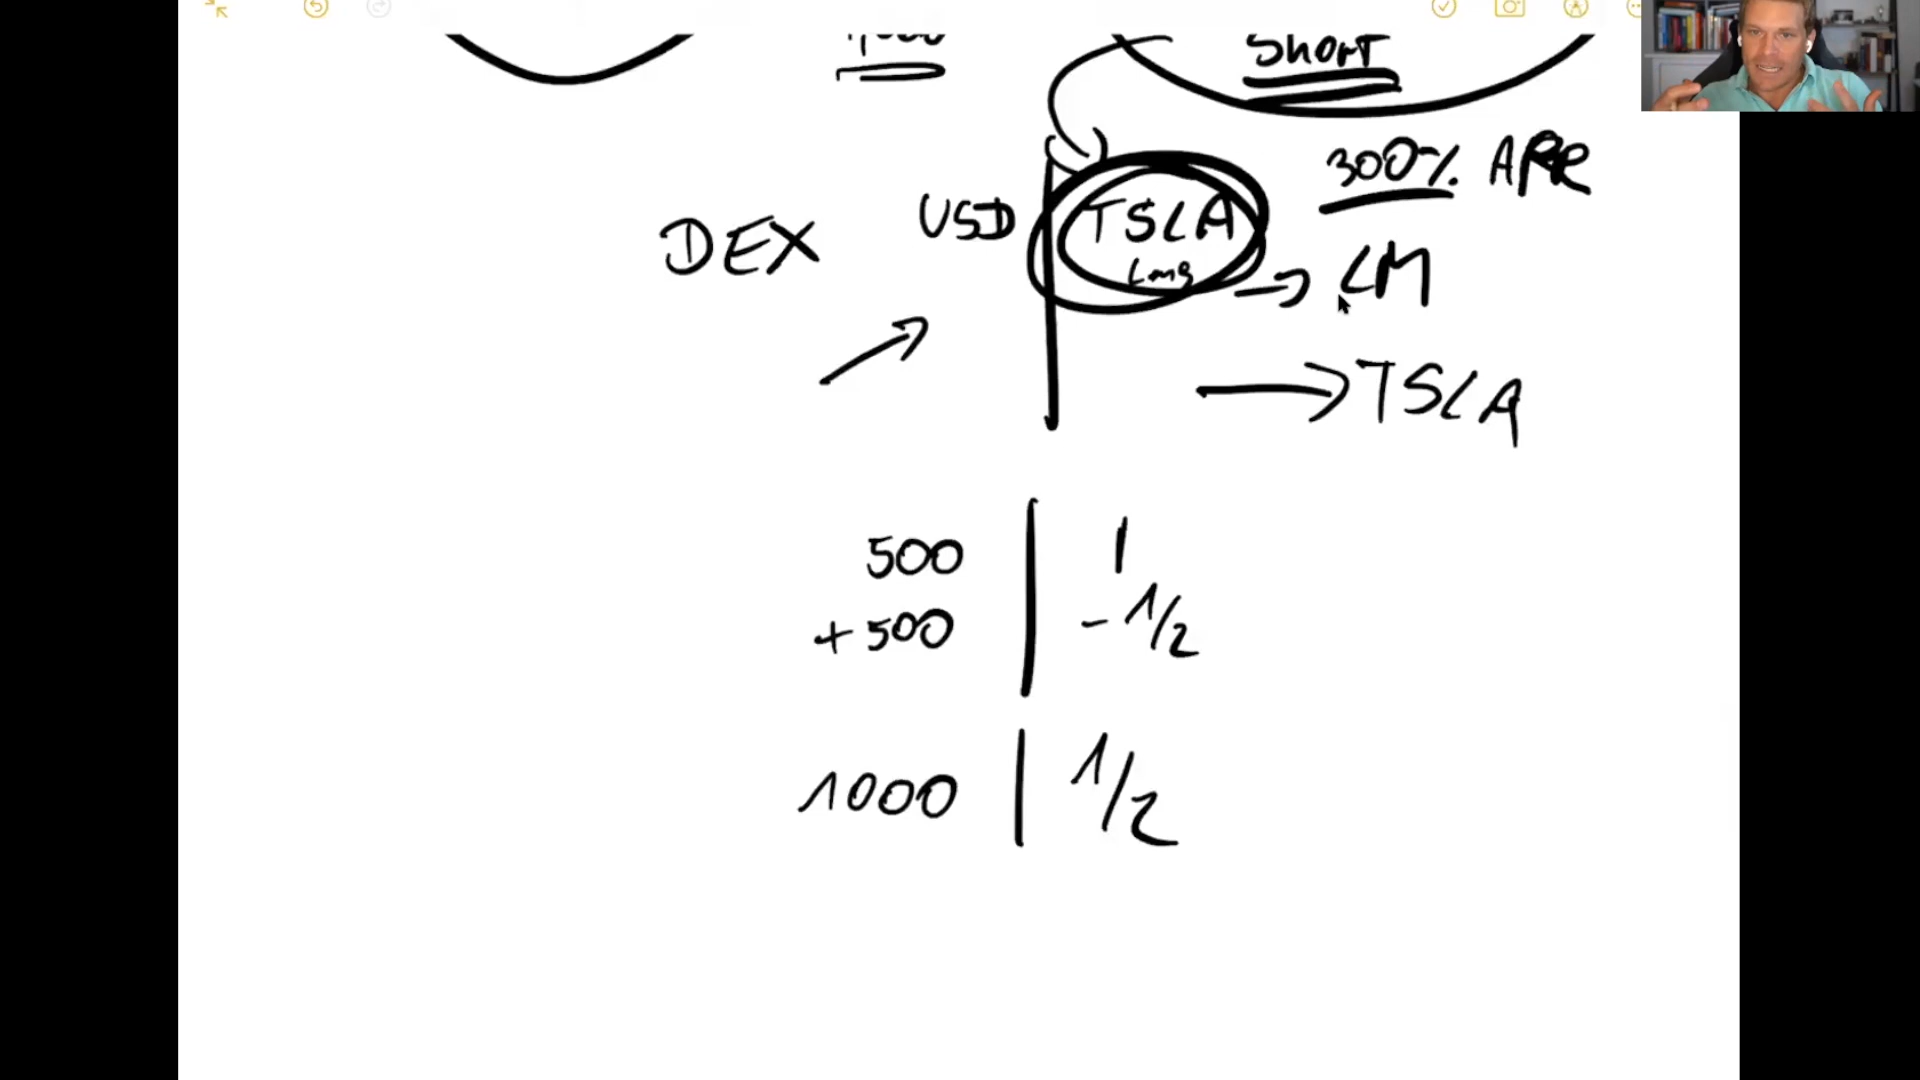 Short
300% APR
USD TSLA
DEX
Long
→ LM
→ TSLA
500 | 1
+ 500 | - 1/2
1000 | 1/2